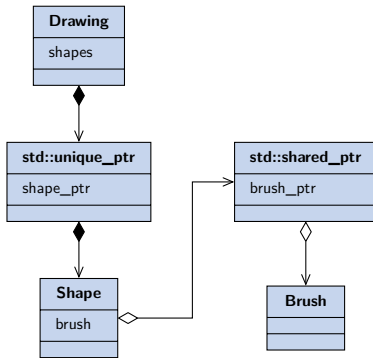 Drawing
shapes
std::unique_ptr
shape_ptr
std::shared_ptr
brush_ptr
Shape
brush
Brush